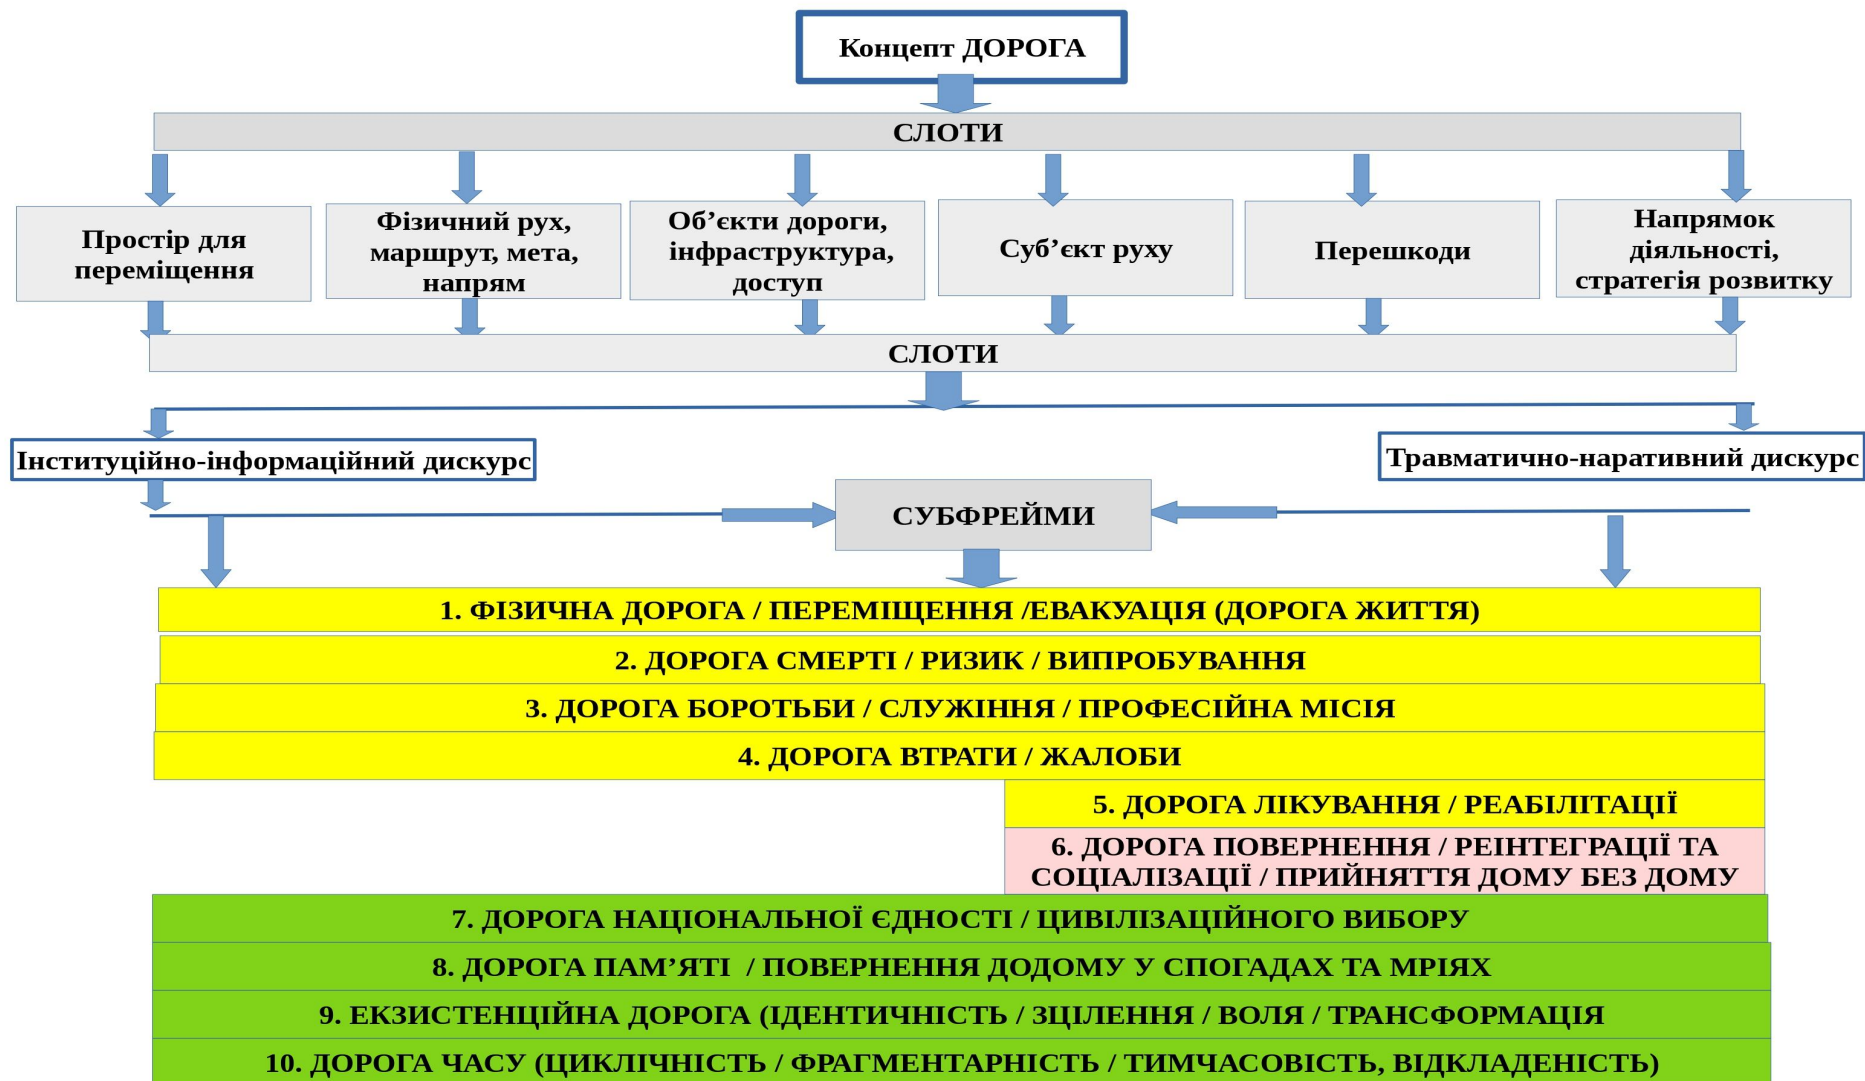 Концепт ДОРОГА
СЛОТИ
Простір для
переміщення
Фізичний рух,
маршрут, мета,
напрям
Об’єкти дороги,
інфраструктура,
доступ
Суб’єкт руху
Перешкоди
Напрямок
діяльності,
стратегія розвитку
СЛОТИ
Інституційно-інформаційний дискурс
Травматично-наративний дискурс
СУБФРЕЙМИ
1. ФІЗИЧНА ДОРОГА / ПЕРЕМІЩЕННЯ /ЕВАКУАЦІЯ (ДОРОГА ЖИТТЯ)
2. ДОРОГА СМЕРТІ / РИЗИК / ВИПРОБУВАННЯ
3. ДОРОГА БОРОТЬБИ / СЛУЖІННЯ / ПРОФЕСІЙНА МІСІЯ
4. ДОРОГА ВТРАТИ / ЖАЛОБИ
5. ДОРОГА ЛІКУВАННЯ / РЕАБІЛІТАЦІЇ
6. ДОРОГА ПОВЕРНЕННЯ / РЕІНТЕГРАЦІЇ ТА
СОЦІАЛІЗАЦІЇ / ПРИЙНЯТТЯ ДОМУ БЕЗ ДОМУ
7. ДОРОГА НАЦІОНАЛЬНОЇ ЄДНОСТІ / ЦИВІЛІЗАЦІЙНОГО ВИБОРУ
8. ДОРОГА ПАМ’ЯТІ / ПОВЕРНЕННЯ ДОДОМУ У СПОГАДАХ ТА МРІЯХ
9. ЕКЗИСТЕНЦІЙНА ДОРОГА (ІДЕНТИЧНІСТЬ / ЗЦІЛЕННЯ / ВОЛЯ / ТРАНСФОРМАЦІЯ
10. ДОРОГА ЧАСУ (ЦИКЛІЧНІСТЬ / ФРАГМЕНТАРНІСТЬ / ТИМЧАСОВІСТЬ, ВІДКЛАДЕНІСТЬ)